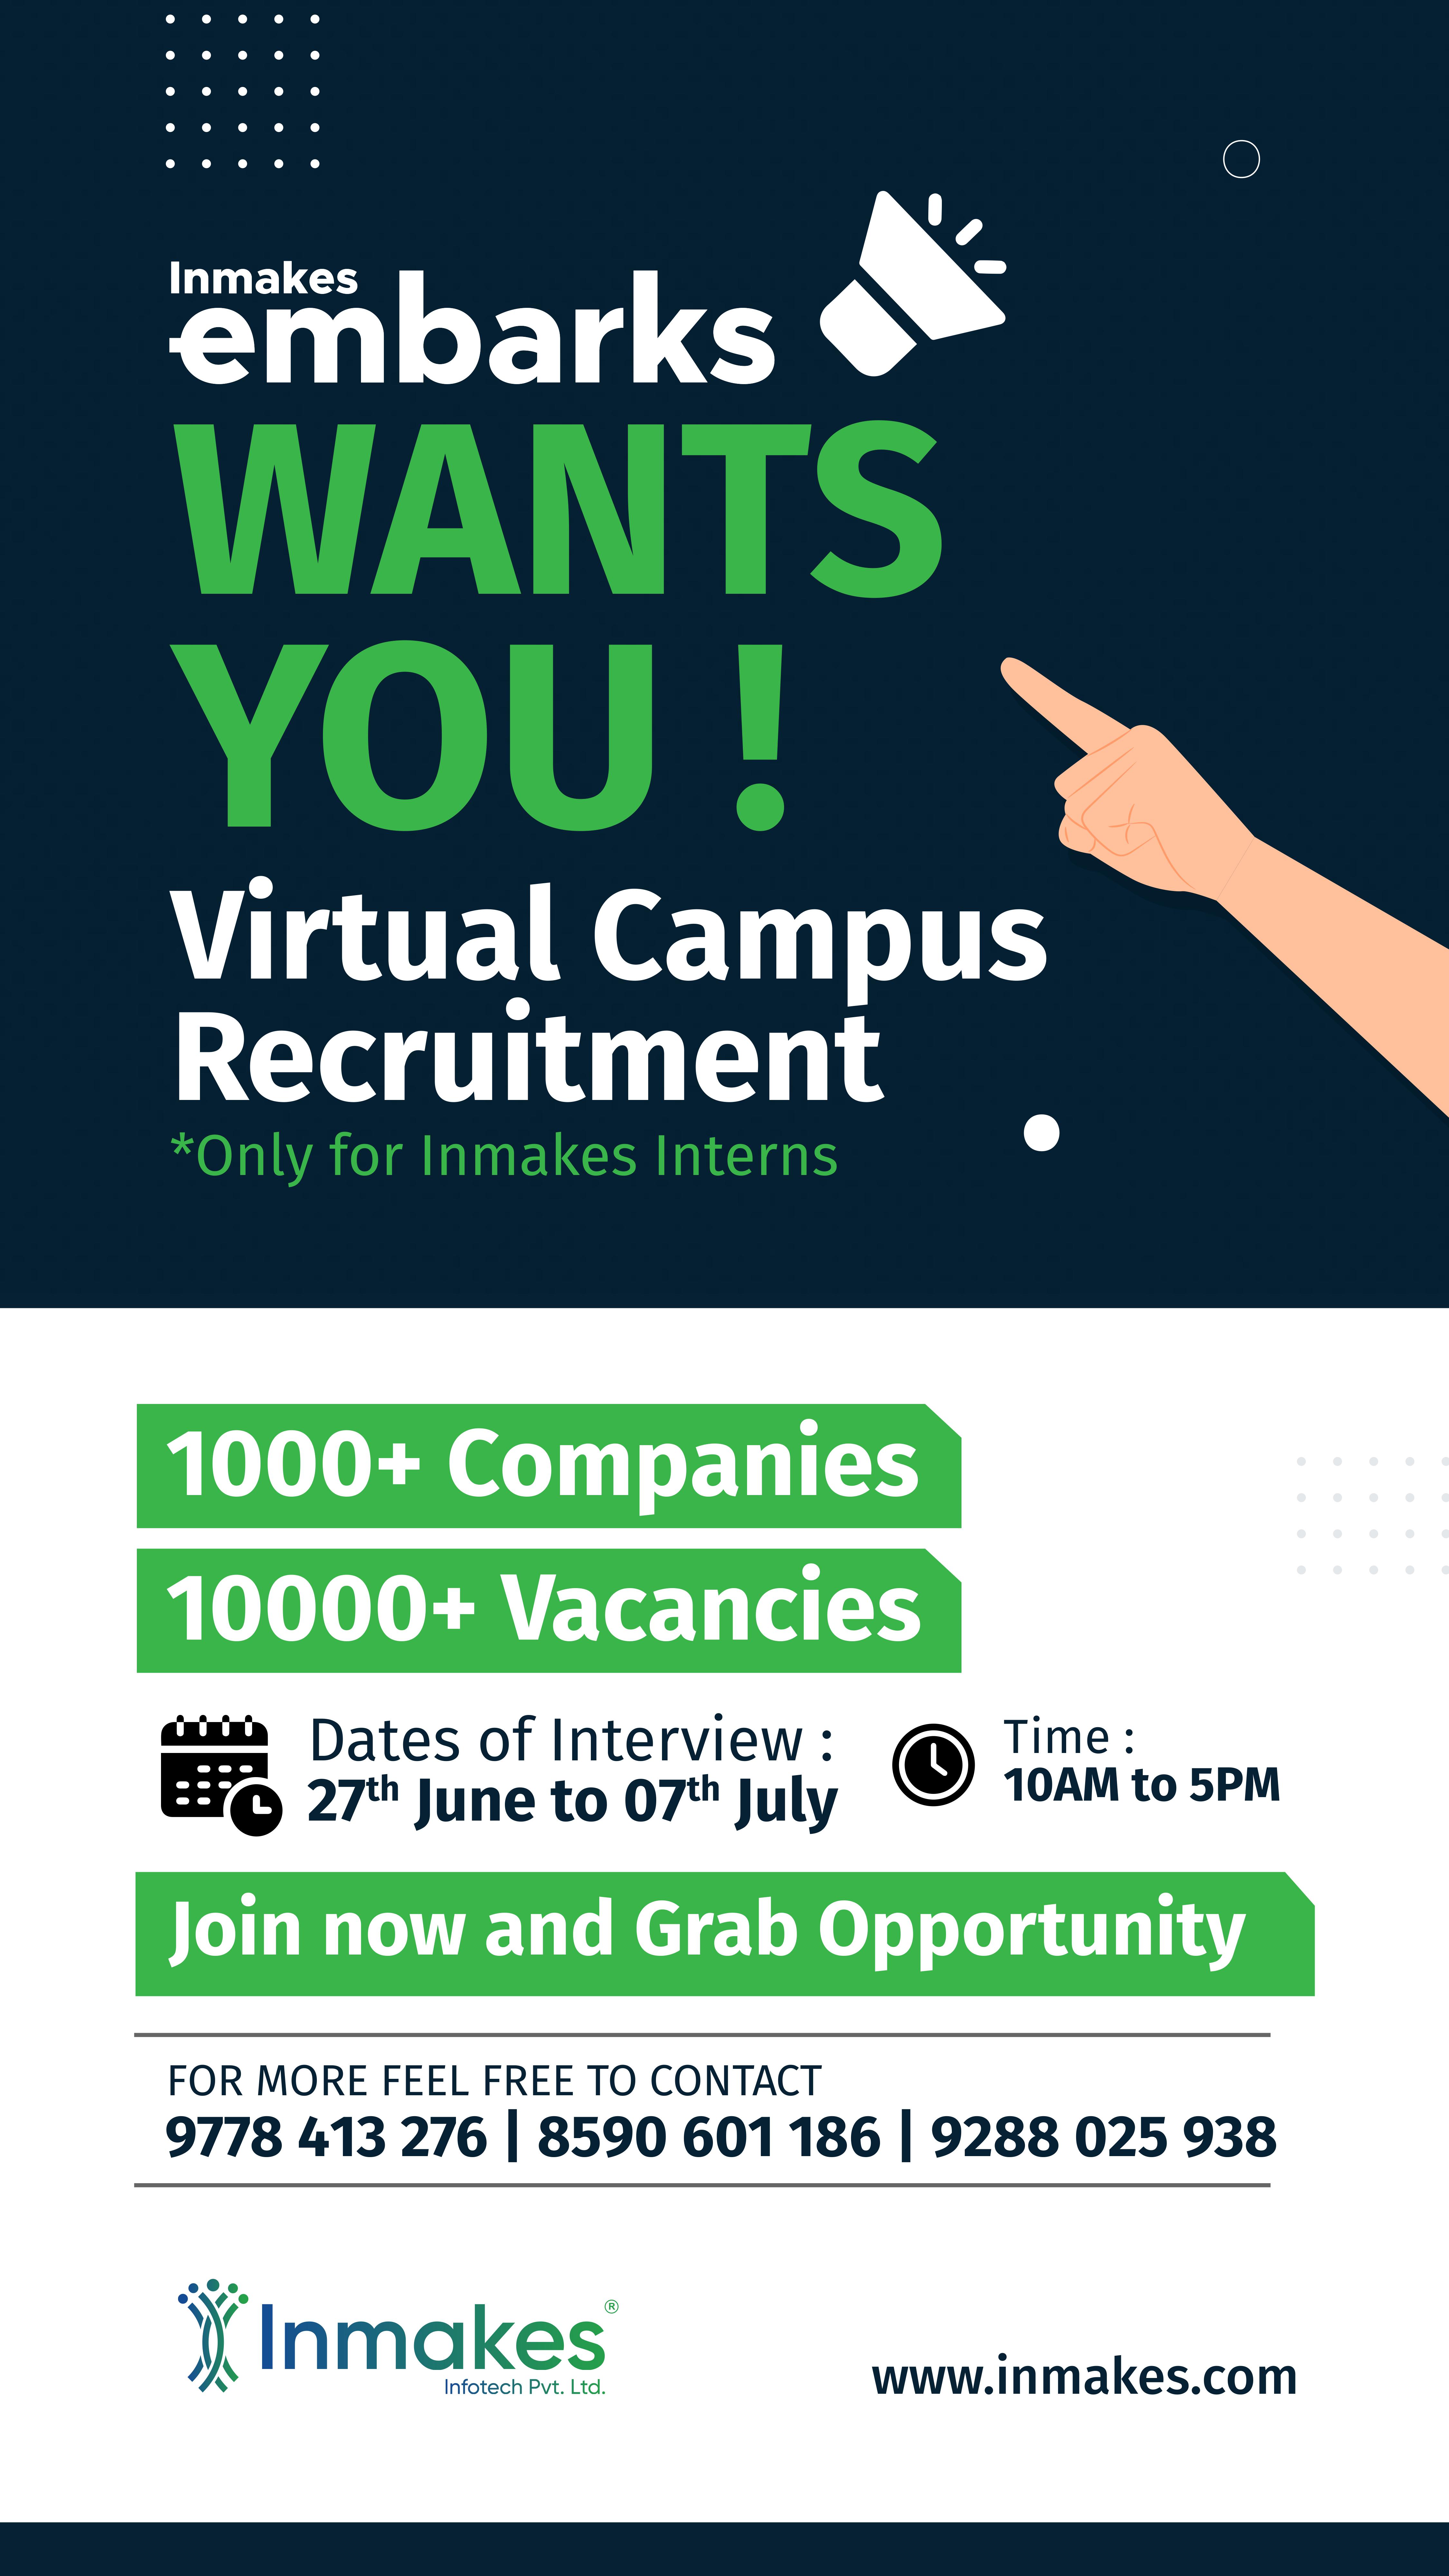 Inmakes
embarks
WANTS
YOU !
Virtual Campus
Recruitment
*Only for Inmakes Interns
1000+ Companies
10000+ Vacancies
Dates of Interview :
27th June to 07th July
Time :
10AM to 5PM
Join now and Grab Opportunity
FOR MORE FEEL FREE TO CONTACT
9778 413 276 | 8590 601 186 | 9288 025 938
Inmakes®
Infotech Pvt. Ltd.
www.inmakes.com